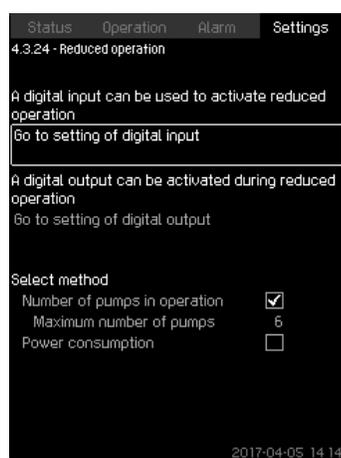 Status Operation Alarm Settings
4.3.24 - Reduced operation
A digital input can be used to activate reduced
operation
Go to setting of digital input
A digital output can be activated during reduced
operation
Go to setting of digital output
Select method
Number of pumps in operation
Maximum number of pumps 6
Power consumption
2017-04-05 14:14